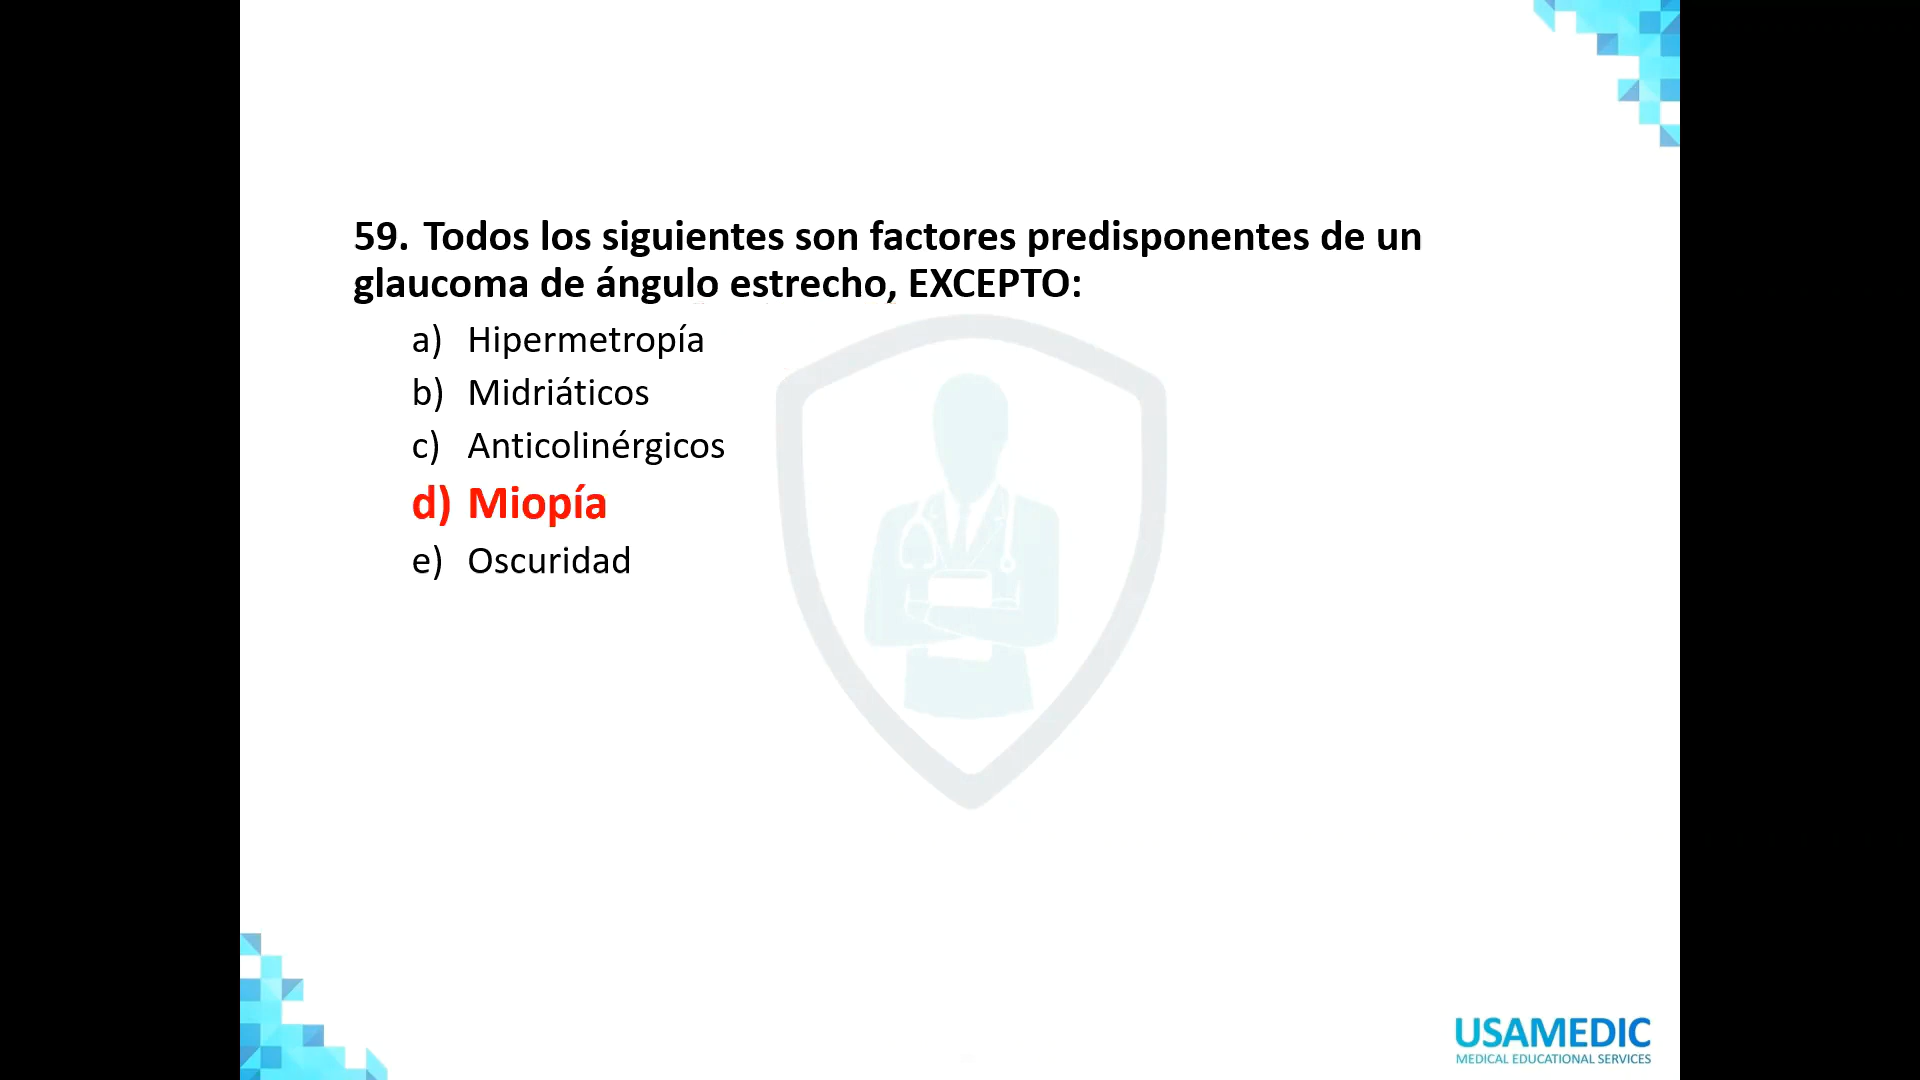 59. Todos los siguientes son factores predisponentes de un
glaucoma de ángulo estrecho, EXCEPTO:
a) Hipermetropía
b) Midriáticos
c) Anticolinérgicos
d) Miopía
e) Oscuridad
USAMEDIC
MEDICAL EDUCATIONAL SERVICES